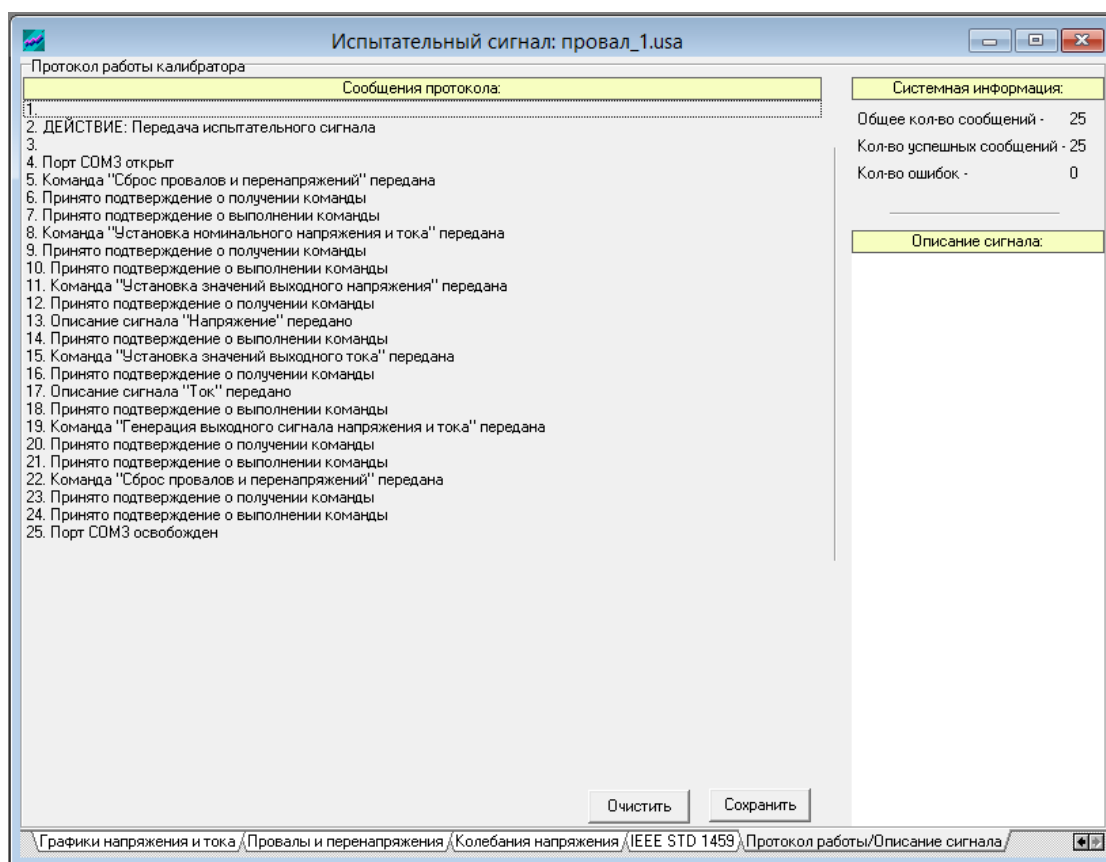 Испытательный сигнал: провал_1.usa
Протокол работы калибратора
Сообщения протокола:
1.
2. ДЕЙСТВИЕ: Передача испытательного сигнала
3.
4. Порт COM3 открыт
5. Команда "Сброс провалов и перенапряжений" передана
6. Принято подтверждение о получении команды
7. Принято подтверждение о выполнении команды
8. Команда "Установка номинального напряжения и тока" передана
9. Принято подтверждение о получении команды
10. Принято подтверждение о выполнении команды
11. Команда "Установка значений выходного напряжения" передана
12. Принято подтверждение о получении команды
13. Описание сигнала "Напряжение" передано
14. Принято подтверждение о выполнении команды
15. Команда "Установка значений выходного тока" передана
16. Принято подтверждение о получении команды
17. Описание сигнала "Ток" передано
18. Принято подтверждение о выполнении команды
19. Команда "Генерация выходного сигнала напряжения и тока" передана
20. Принято подтверждение о получении команды
21. Принято подтверждение о выполнении команды
22. Команда "Сброс провалов и перенапряжений" передана
23. Принято подтверждение о получении команды
24. Принято подтверждение о выполнении команды
25. Порт COM3 освобожден
Системная информация:
Общее кол-во сообщений - 25
Кол-во успешных сообщений - 25
Кол-во ошибок - 0
Описание сигнала:
Очистить
Сохранить
Графики напряжения и тока
Провалы и перенапряжения
Колебания напряжения
IEEE STD 1459
Протокол работы/Описание сигнала